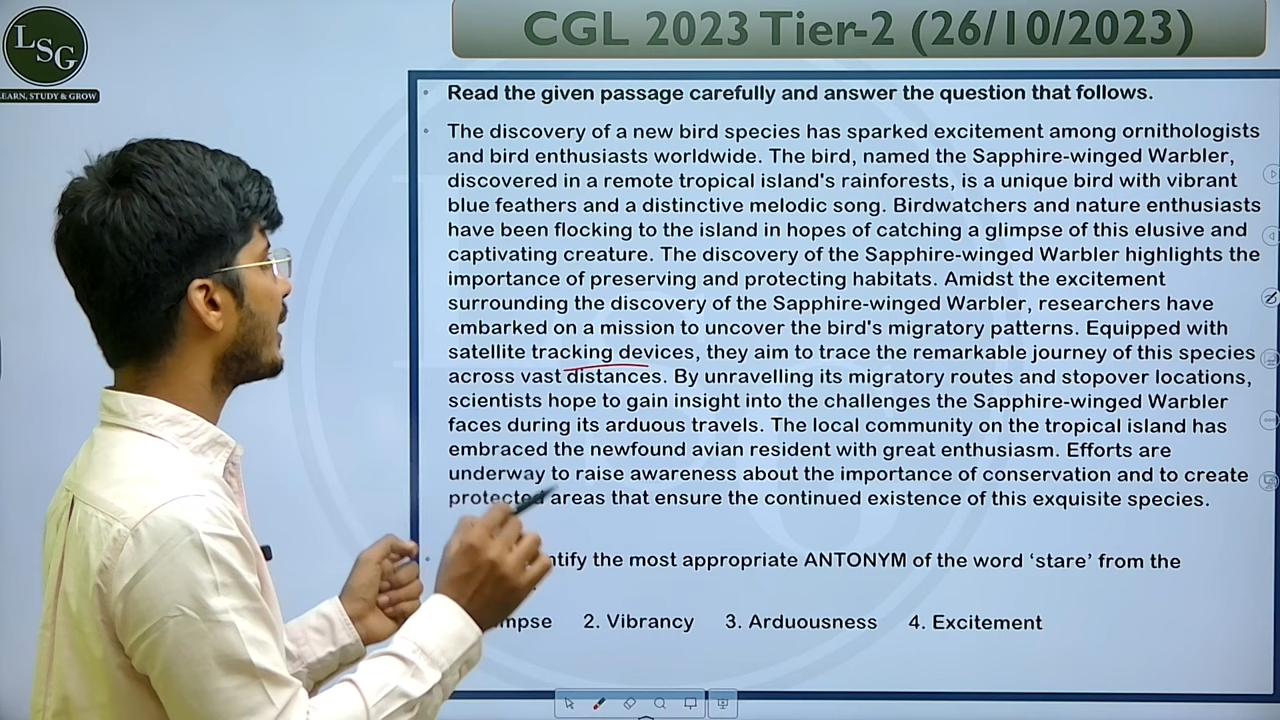 LSG
LEARN, STUDY & GROW
CGL 2023 Tier-2 (26/10/2023)
Read the given passage carefully and answer the question that follows.
The discovery of a new bird species has sparked excitement among ornithologists
and bird enthusiasts worldwide. The bird, named the Sapphire-winged Warbler,
discovered in a remote tropical island's rainforests, is a unique bird with vibrant
blue feathers and a distinctive melodic song. Birdwatchers and nature enthusiasts
have been flocking to the island in hopes of catching a glimpse of this elusive and
captivating creature. The discovery of the Sapphire-winged Warbler highlights the
importance of preserving and protecting habitats. Amidst the excitement
surrounding the discovery of the Sapphire-winged Warbler, researchers have
embarked on a mission to uncover the bird's migratory patterns. Equipped with
satellite tracking devices, they aim to trace the remarkable journey of this species
across vast distances. By unravelling its migratory routes and stopover locations,
scientists hope to gain insight into the challenges the Sapphire-winged Warbler
faces during its arduous travels. The local community on the tropical island has
embraced the newfound avian resident with great enthusiasm. Efforts are
underway to raise awareness about the importance of conservation and to create
protected areas that ensure the continued existence of this exquisite species.
ntify the most appropriate ANTONYM of the word ‘stare’ from the
mpse 2. Vibrancy 3. Arduousness 4. Excitement